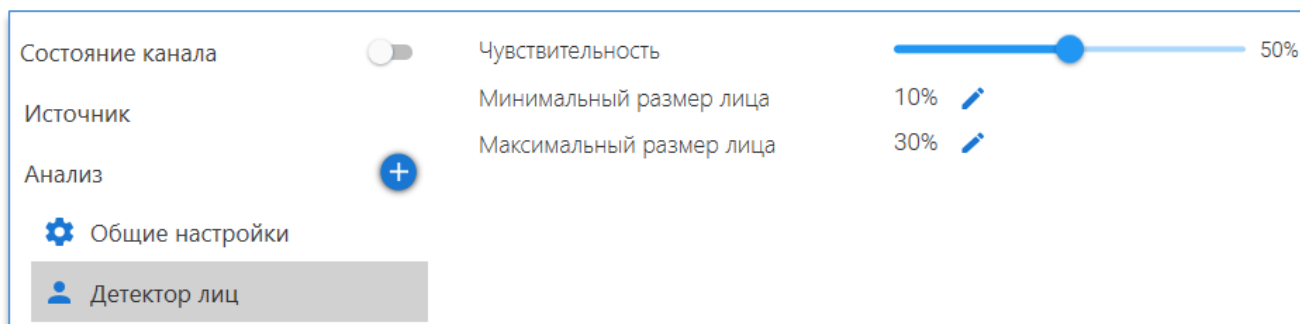 Состояние канала
Источник
Анализ
Общие настройки
Детектор лиц
Чувствительность 50%
Минимальный размер лица 10%
Максимальный размер лица 30%